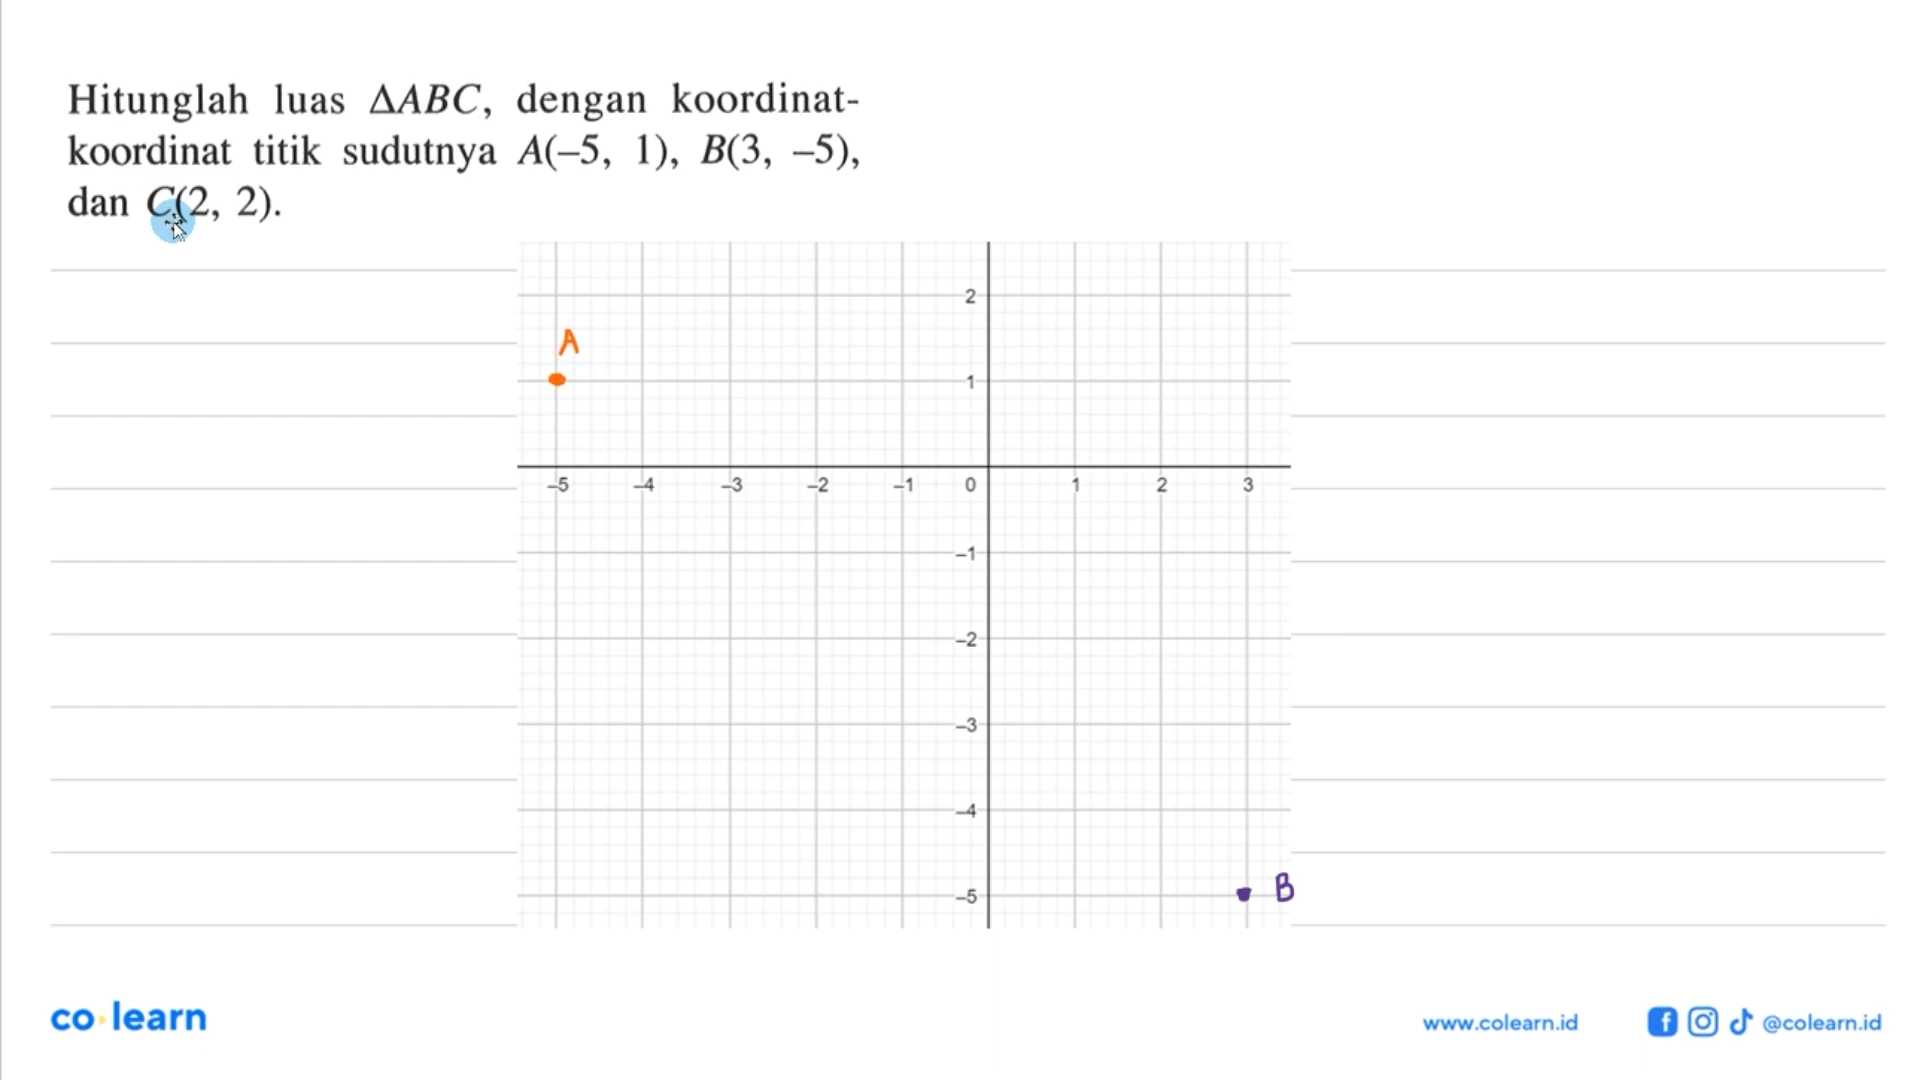 Hitunglah luas ΔABC, dengan koordinat-
koordinat titik sudutnya A(–5, 1), B(3, –5),
dan C(2, 2).
2
A
1
–5 –4 –3 –2 –1 0 1 2 3
–1
–2
–3
–4
–5
B
co learn
www.colearn.id
@colearn.id